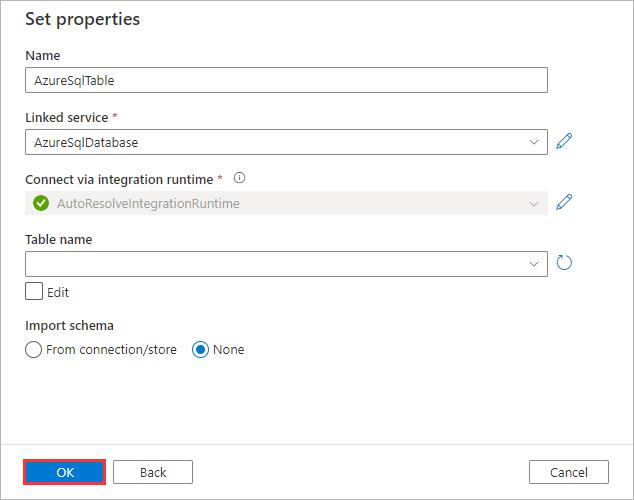 Set properties
Name
AzureSqlTable
Linked service *
AzureSqlDatabase
Connect via integration runtime *
AutoResolveIntegrationRuntime
Table name
Edit
Import schema
From connection/store None
OK Back Cancel